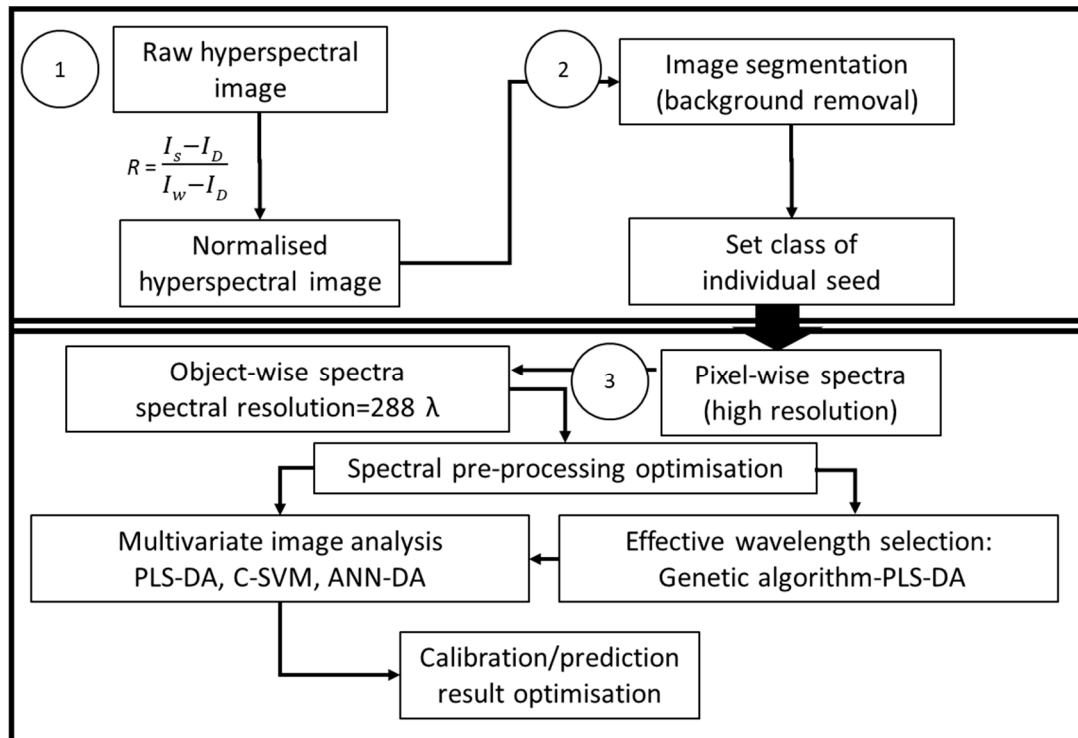 1
Raw hyperspectral
image
R = I_s−I_D
I_w−I_D
Normalised
hyperspectral image
2
Image segmentation
(background removal)
Set class of
individual seed
Pixel-wise spectra
(high resolution)
3
Object-wise spectra
spectral resolution=288 λ
Spectral pre-processing optimisation
Multivariate image analysis
PLS-DA, C-SVM, ANN-DA
Effective wavelength selection:
Genetic algorithm-PLS-DA
Calibration/prediction
result optimisation